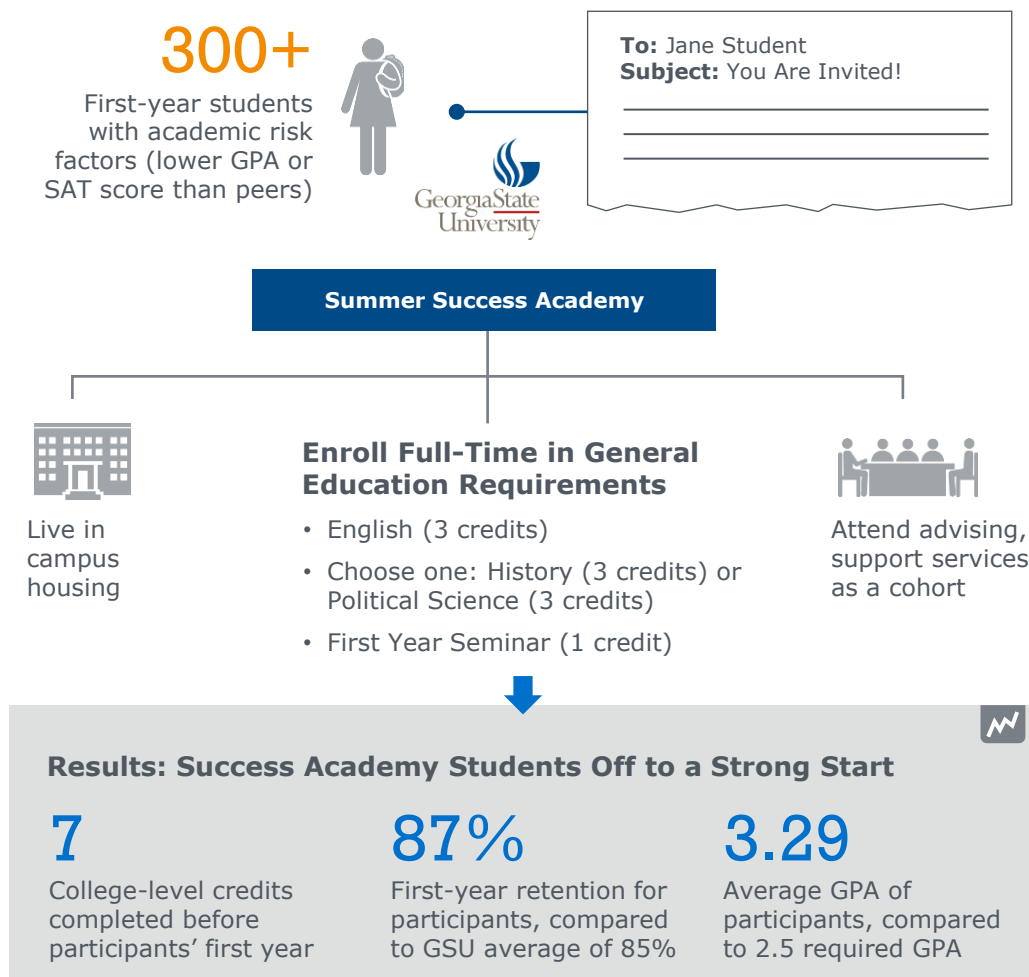 300+
First-year students
with academic risk
factors (lower GPA or
SAT score than peers)
GeorgiaState
University
To: Jane Student
Subject: You Are Invited!
Summer Success Academy
Live in
campus
housing
Enroll Full-Time in General
Education Requirements
• English (3 credits)
• Choose one: History (3 credits) or
Political Science (3 credits)
• First Year Seminar (1 credit)
Attend advising,
support services
as a cohort
Results: Success Academy Students Off to a Strong Start
7
College-level credits
completed before
participants’ first year
87%
First-year retention for
participants, compared
to GSU average of 85%
3.29
Average GPA of
participants, compared
to 2.5 required GPA